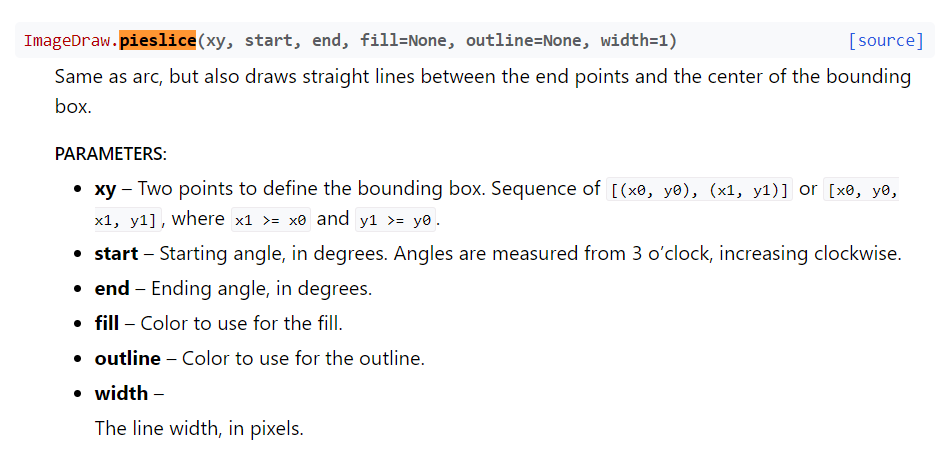 ImageDraw.pieslice(xy, start, end, fill=None, outline=None, width=1) [source]
Same as arc, but also draws straight lines between the end points and the center of the bounding
box.
PARAMETERS:
• xy – Two points to define the bounding box. Sequence of [(x0, y0), (x1, y1)] or [x0, y0,
x1, y1], where x1 >= x0 and y1 >= y0.
• start – Starting angle, in degrees. Angles are measured from 3 o’clock, increasing clockwise.
• end – Ending angle, in degrees.
• fill – Color to use for the fill.
• outline – Color to use for the outline.
• width –
The line width, in pixels.